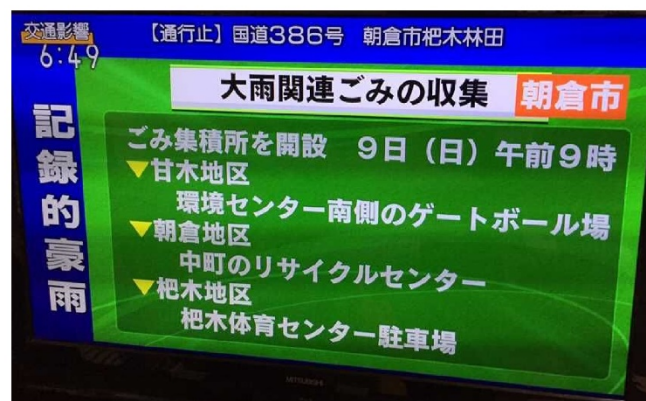 交通影響
6:49
【通行止】国道386号 朝倉市杷木林田
大雨関連ごみの収集
朝倉市
記録的豪雨
ごみ集積所を開設 9日(日)午前9時
▼甘木地区
環境センター南側のゲートボール場
▼朝倉地区
中町のリサイクルセンター
▼杷木地区
杷木体育センター駐車場
MITSUBISHI